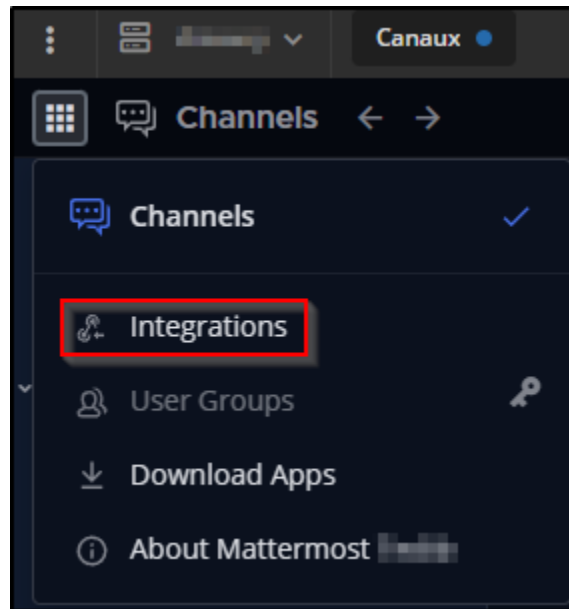 Canaux
Channels
Channels
Integrations
User Groups
Download Apps
About Mattermost